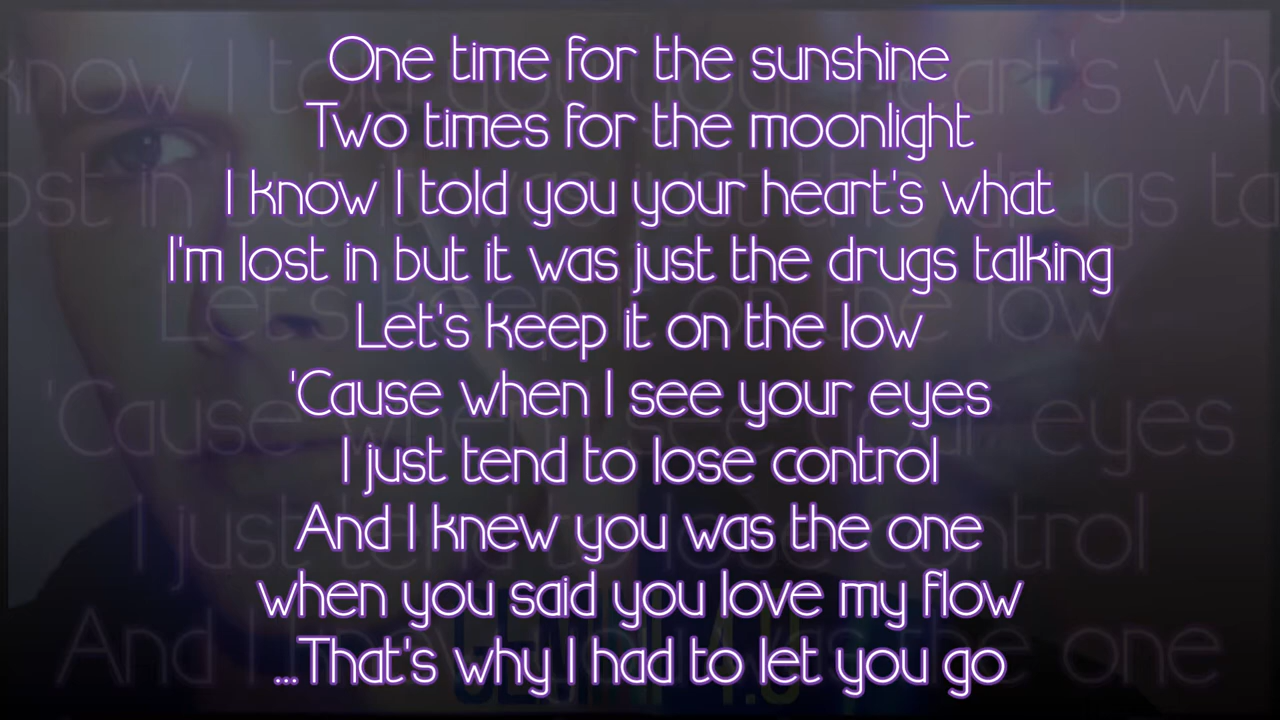 One time for the sunshine
Two times for the moonlight
I know I told you your heart's what
I'm lost in but it was just the drugs talking
Let's keep it on the low
'Cause when I see your eyes
I just tend to lose control
And I knew you was the one
when you said you love my flow
...That's why I had to let you go